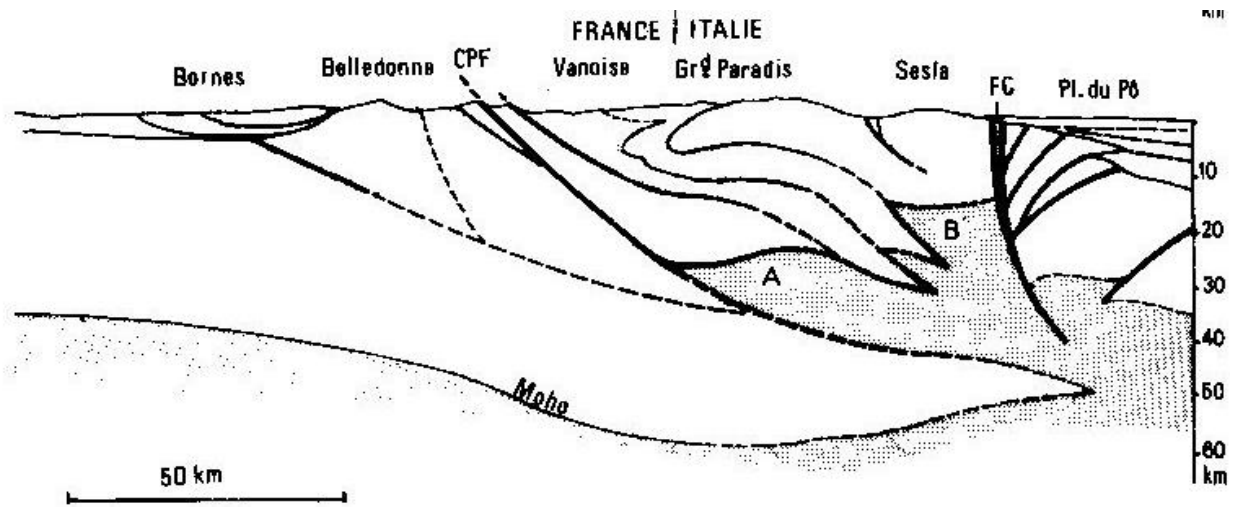 km
FRANCE ITALIE
Bornes Belledonne CPF Vanoise Grd Paradis Sesia FC Pl. du Pô
10
20
30
40
50
60
km
A
B
Moho
50 km